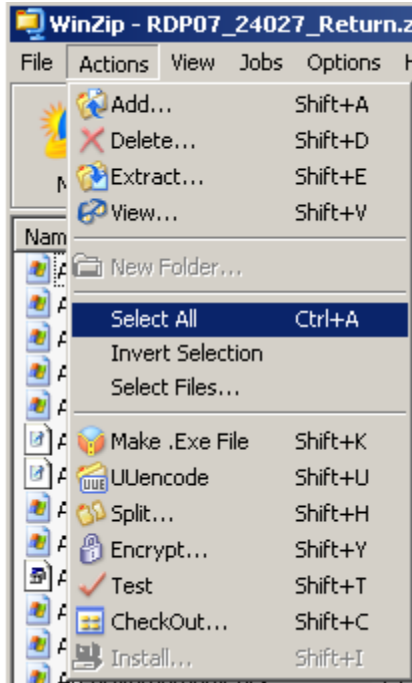 WinZip - RDP07_24027_Return.z
File Actions View Jobs Options
Add... Shift+A
Delete... Shift+D
Extract... Shift+E
View... Shift+V
Nam
New Folder...
Select All Ctrl+A
Invert Selection
Select Files...
Make .Exe File Shift+K
UUencode Shift+U
Split... Shift+H
Encrypt... Shift+Y
Test Shift+T
CheckOut... Shift+C
Install... Shift+I